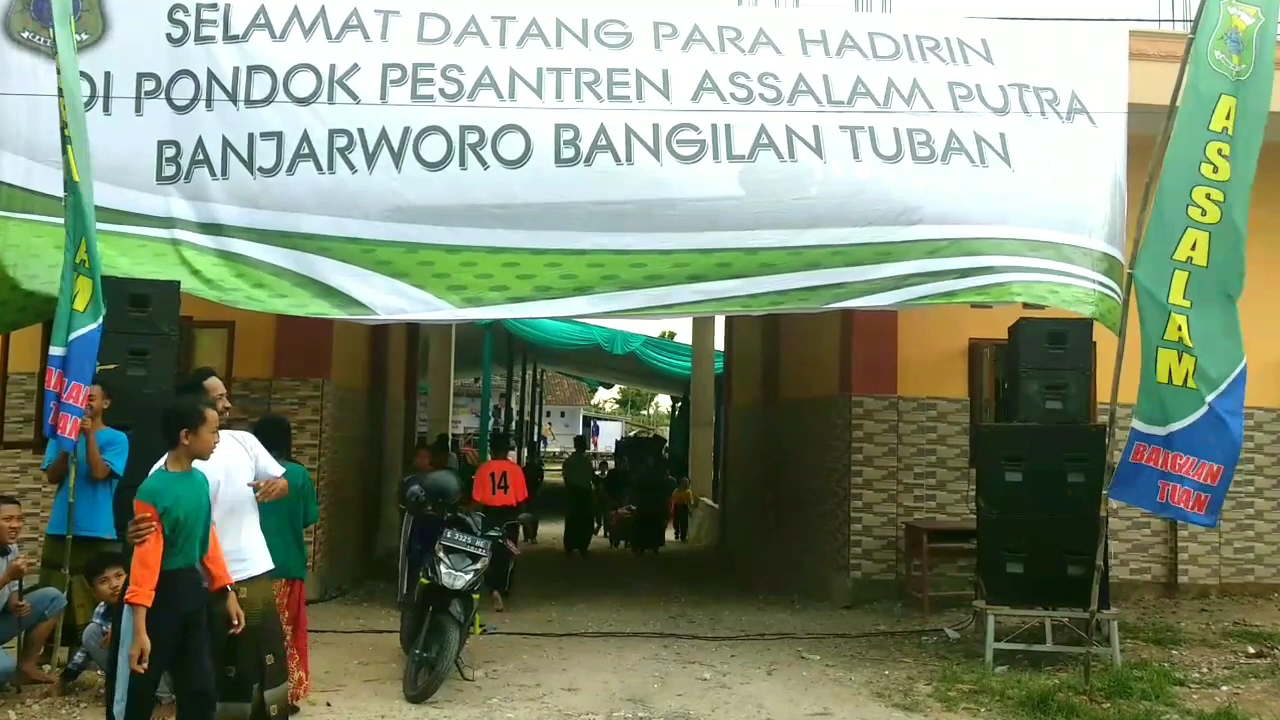 SELAMAT DATANG PARA HADIRIN
DI PONDOK PESANTREN ASSALAM PUTRA
BANJARWORO BANGILAN TUBAN
ASSALAM
BANGILAN
TUBAN
14